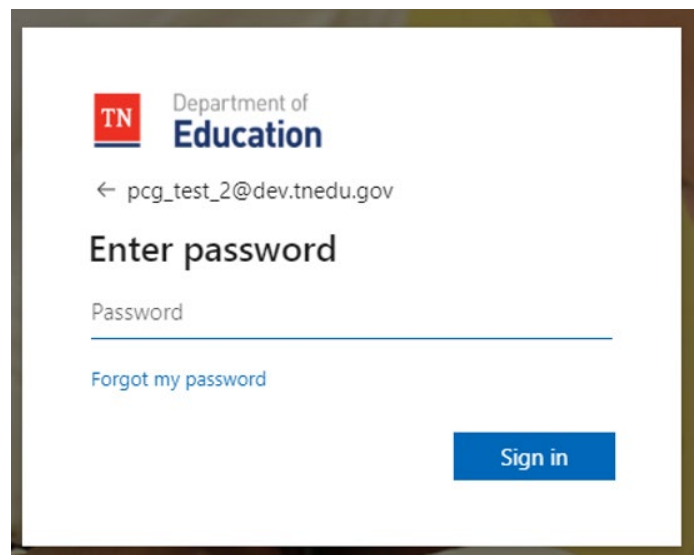 TN
Department of
Education
← pcg_test_2@dev.tnedu.gov
Enter password
Password
Forgot my password
Sign in